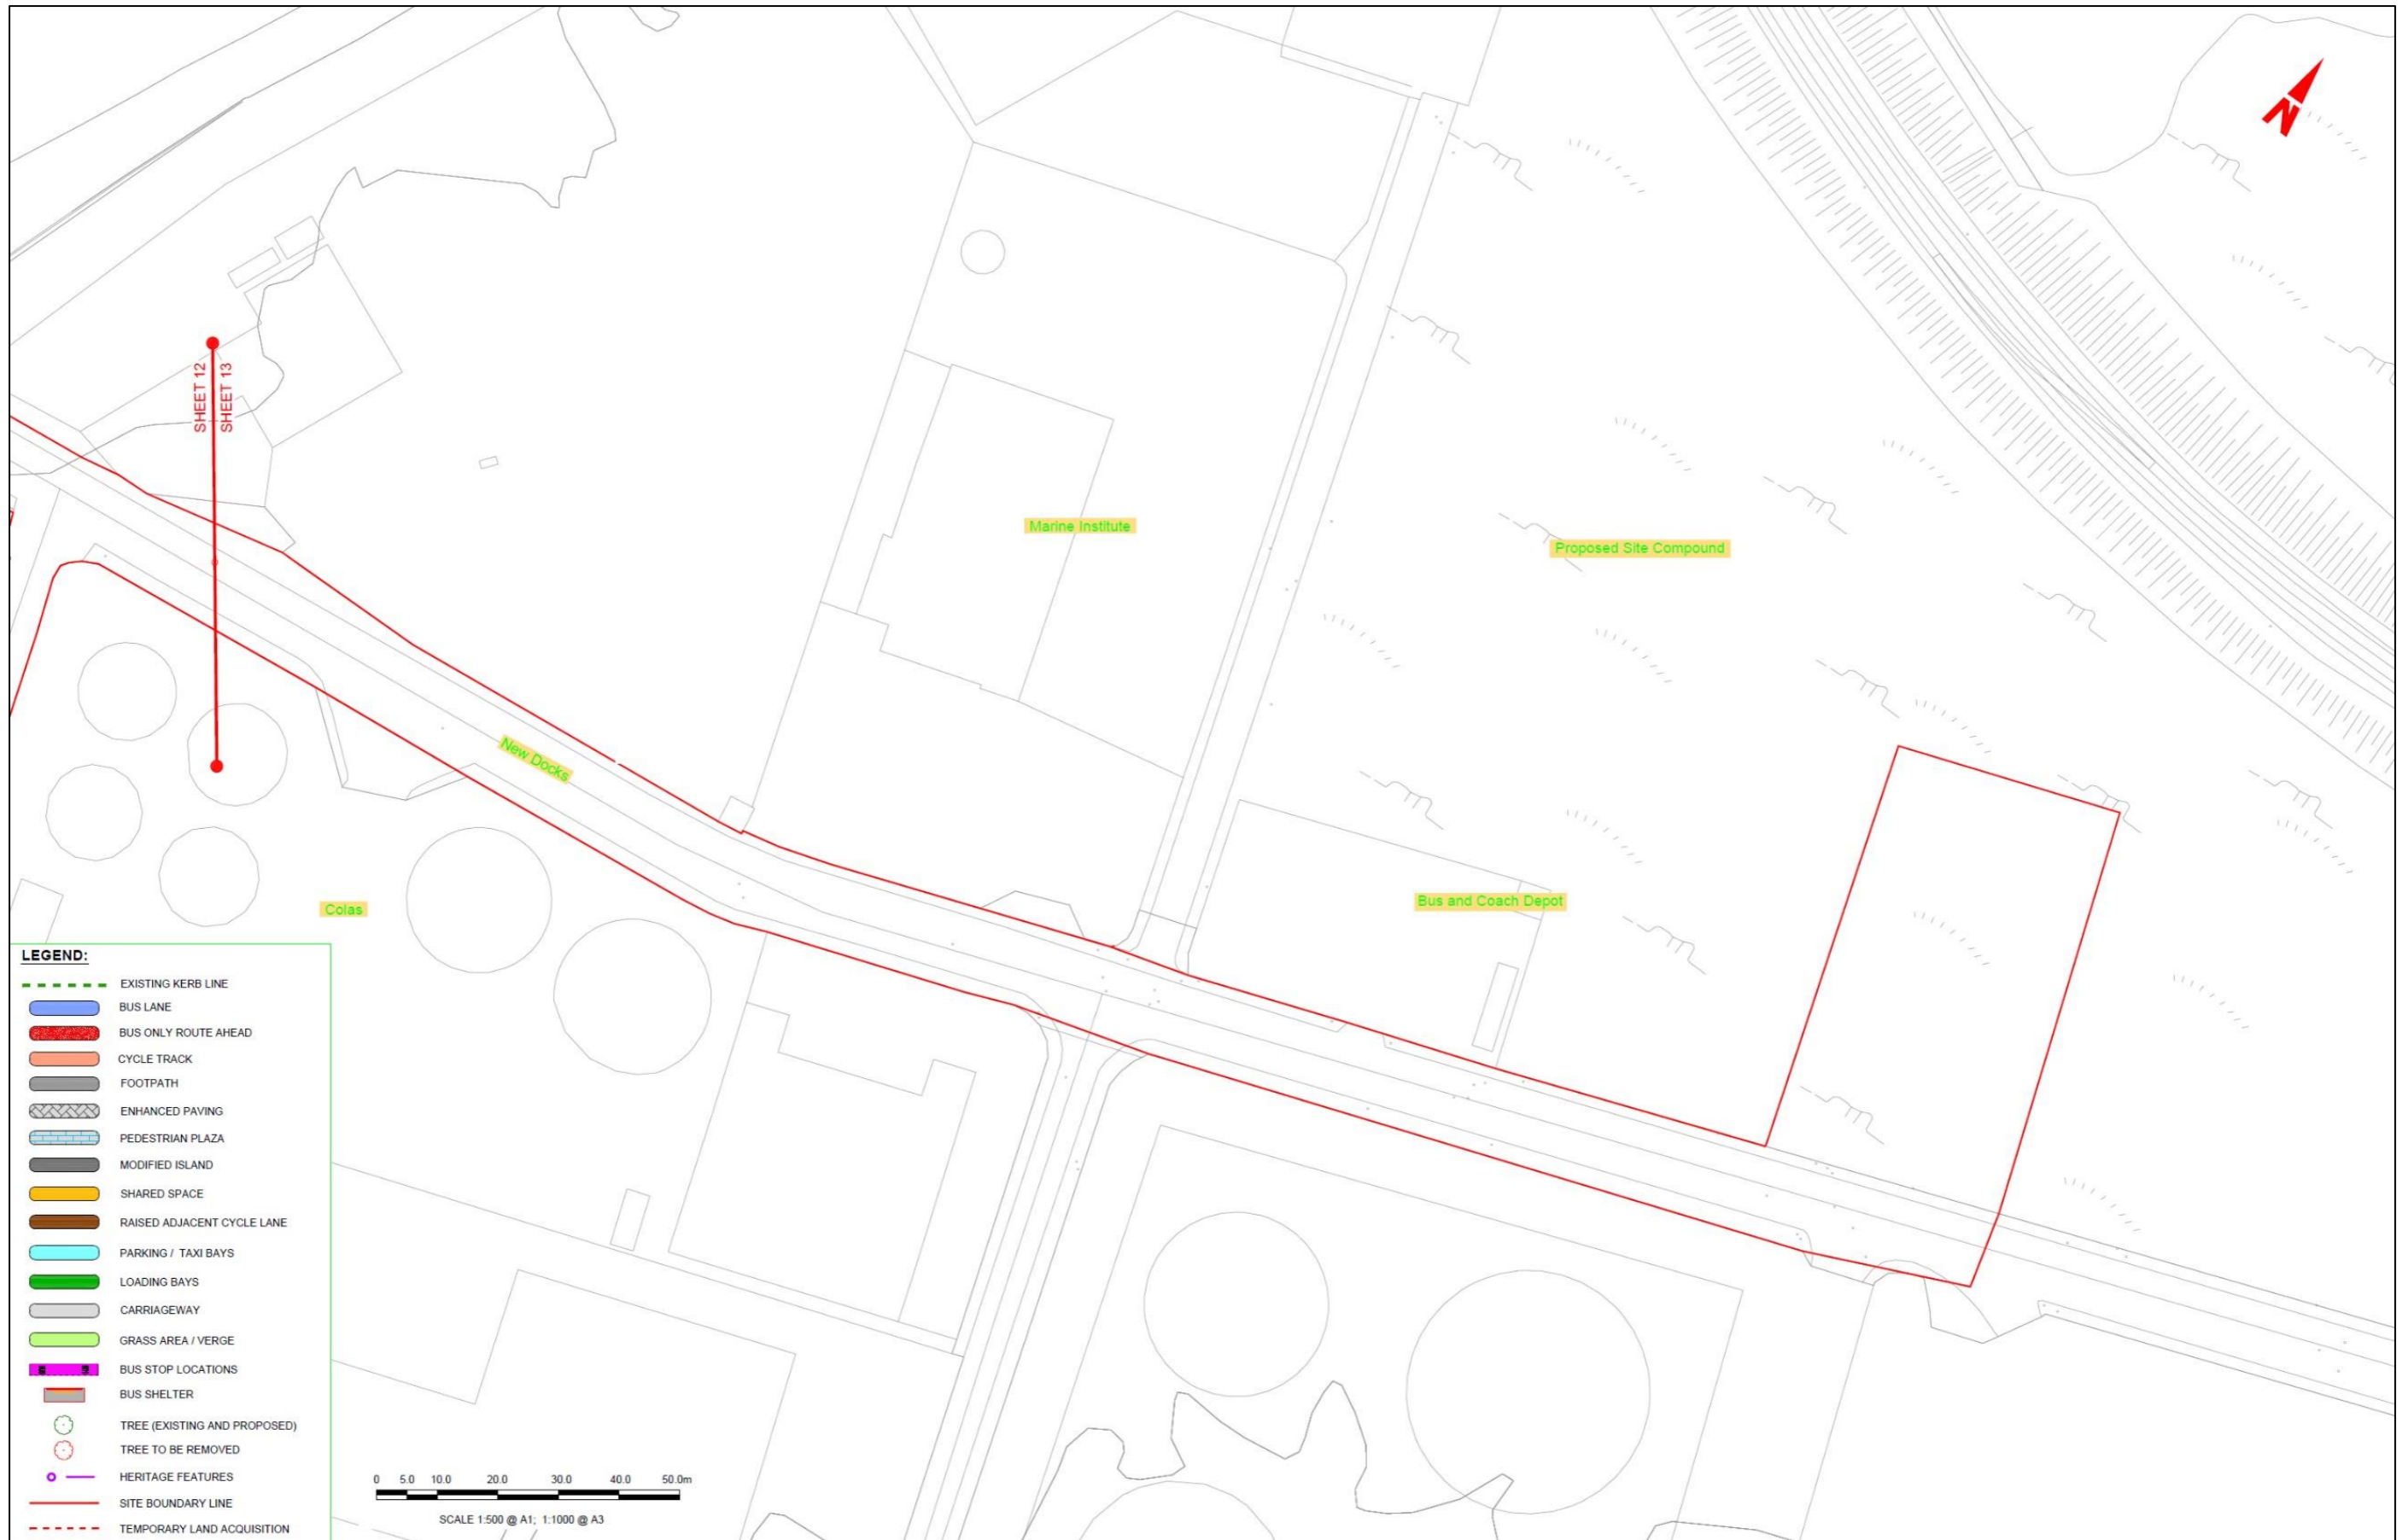 N
SHEET 12
SHEET 13
Marine Institute
Proposed Site Compound
New Docks
Bus and Coach Depot
Colas
LEGEND:
EXISTING KERB LINE
BUS LANE
BUS ONLY ROUTE AHEAD
CYCLE TRACK
FOOTPATH
ENHANCED PAVING
PEDESTRIAN PLAZA
MODIFIED ISLAND
SHARED SPACE
RAISED ADJACENT CYCLE LANE
PARKING / TAXI BAYS
LOADING BAYS
CARRIAGEWAY
GRASS AREA / VERGE
BUS STOP LOCATIONS
BUS SHELTER
TREE (EXISTING AND PROPOSED)
TREE TO BE REMOVED
HERITAGE FEATURES
SITE BOUNDARY LINE
TEMPORARY LAND ACQUISITION
0 5.0 10.0 20.0 30.0 40.0 50.0m
SCALE 1:500 @ A1; 1:1000 @ A3